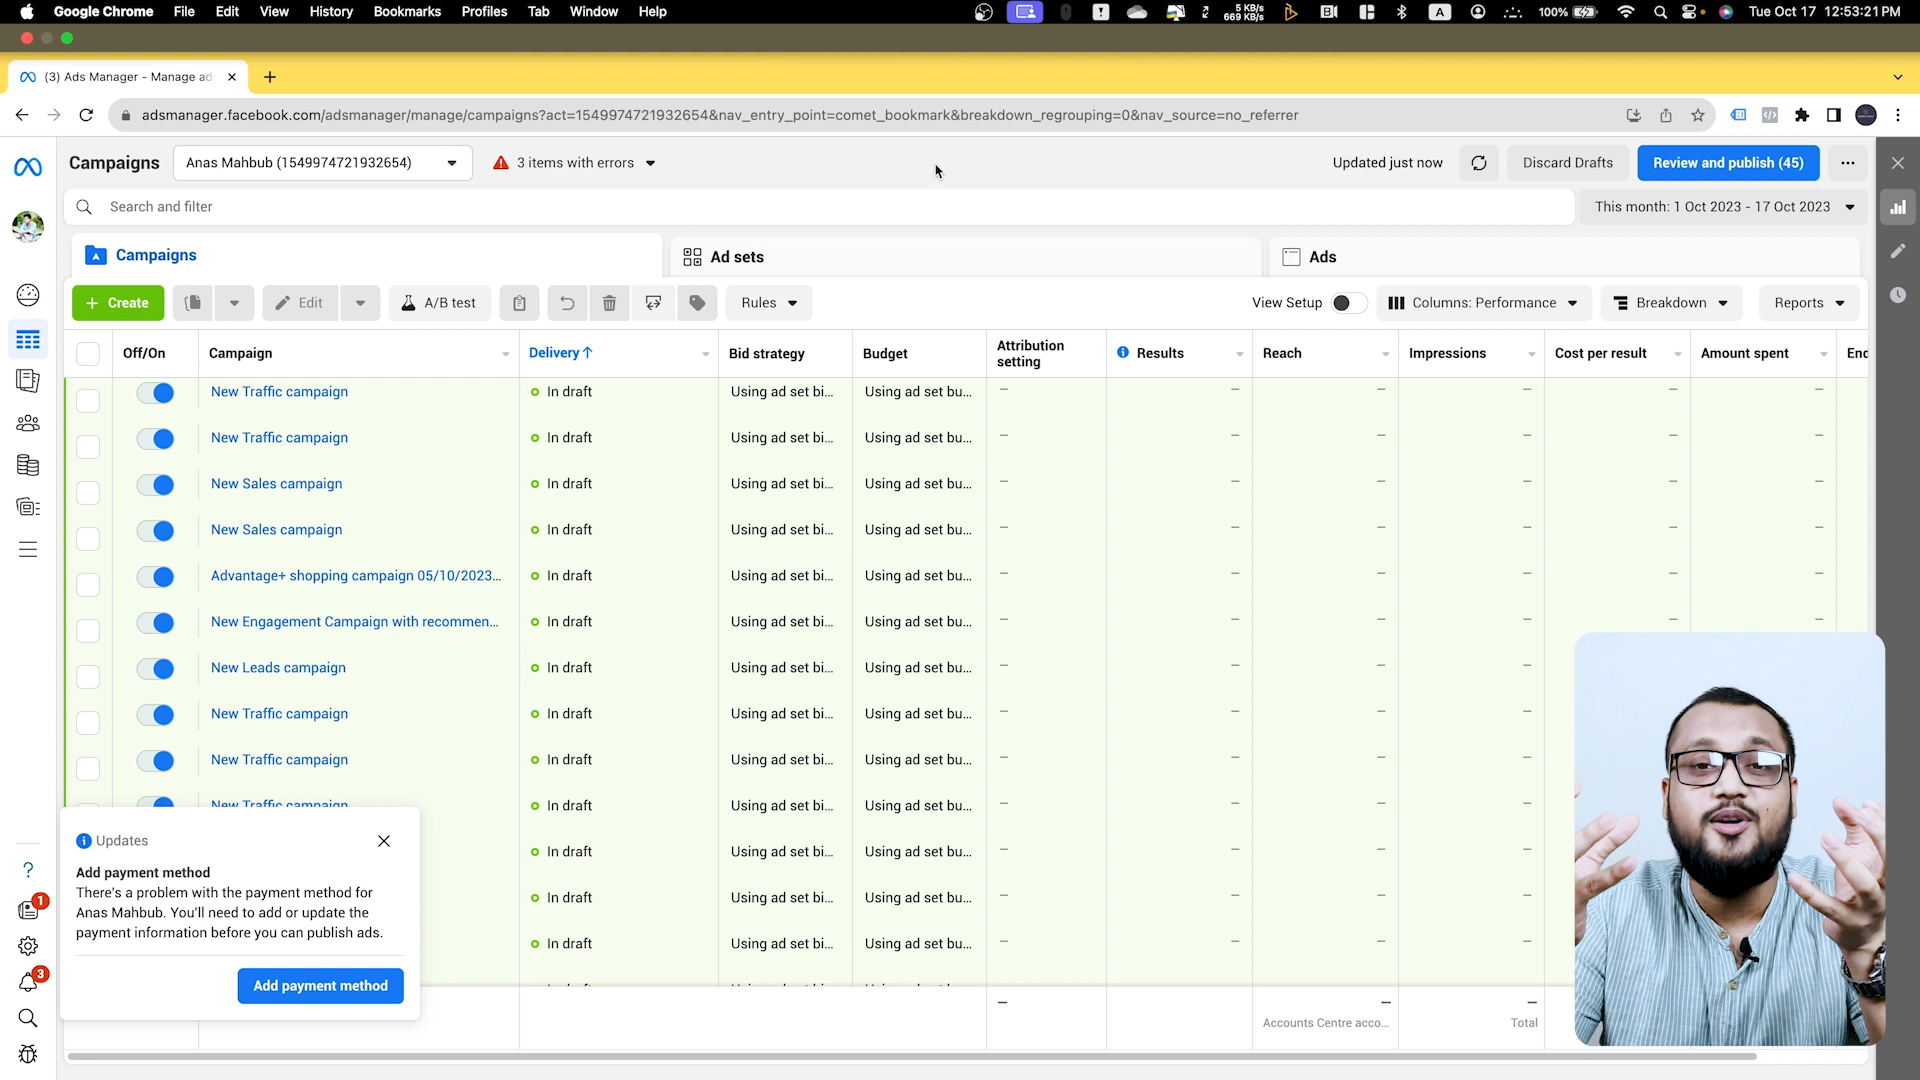 Google Chrome File Edit View History Bookmarks Profiles Tab Window Help 5 KB/s 669 KB/s A 100% Tue Oct 17 12:53:21 PM
(3) Ads Manager - Manage ad
adsmanager.facebook.com/adsmanager/manage/campaigns?act=1549974721932654&nav_entry_point=comet_bookmark&breakdown_regrouping=0&nav_source=no_referrer
Campaigns Anas Mahbub (1549974721932654) 3 items with errors Updated just now Discard Drafts Review and publish (45)
Search and filter This month: 1 Oct 2023 - 17 Oct 2023
Campaigns Ad sets Ads
+ Create Edit A/B test Rules View Setup Columns: Performance Breakdown Reports
Off/On Campaign Delivery ↑ Bid strategy Budget Attribution setting Results Reach Impressions Cost per result Amount spent Enc
New Traffic campaign In draft Using ad set bi... Using ad set bu... – – – – – –
New Traffic campaign In draft Using ad set bi... Using ad set bu... – – – – – –
New Sales campaign In draft Using ad set bi... Using ad set bu... – – – – – –
New Sales campaign In draft Using ad set bi... Using ad set bu... – – – – – –
Advantage+ shopping campaign 05/10/2023... In draft Using ad set bi... Using ad set bu... – – – – – –
New Engagement Campaign with recommen... In draft Using ad set bi... Using ad set bu... – – – – – –
New Leads campaign In draft Using ad set bi... Using ad set bu... – – – –
New Traffic campaign In draft Using ad set bi... Using ad set bu... – – – –
New Traffic campaign In draft Using ad set bi... Using ad set bu... – – – –
New Traffic campaign In draft Using ad set bi... Using ad set bu... – – – –
In draft Using ad set bi... Using ad set bu... – – – –
In draft Using ad set bi... Using ad set bu... – – – –
In draft Using ad set bi... Using ad set bu... – – – –
– – –
Accounts Centre acco... Total
Updates
Add payment method
There's a problem with the payment method for
Anas Mahbub. You'll need to add or update the
payment information before you can publish ads.
Add payment method
1
3